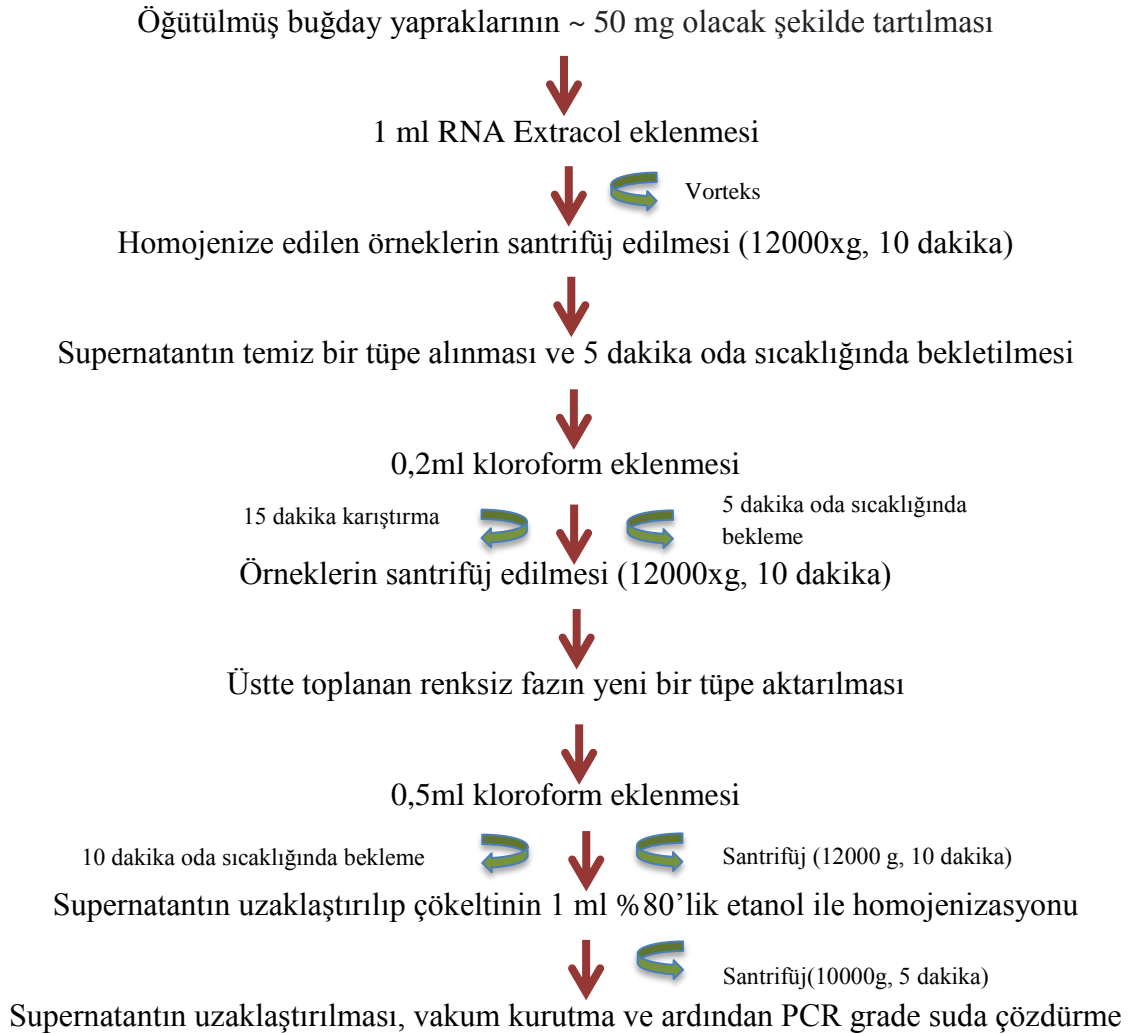 Öğütülmüş buğday yapraklarının ~ 50 mg olacak şekilde tartılması
1 ml RNA Extracol eklenmesi
Vorteks
Homojenize edilen örneklerin santrifüj edilmesi (12000xg, 10 dakika)
Supernatantın temiz bir tüpe alınması ve 5 dakika oda sıcaklığında bekletilmesi
0,2ml kloroform eklenmesi
15 dakika karıştırma
5 dakika oda sıcaklığında
bekleme
Örneklerin santrifüj edilmesi (12000xg, 10 dakika)
Üstte toplanan renksiz fazın yeni bir tüpe aktarılması
0,5ml kloroform eklenmesi
10 dakika oda sıcaklığında bekleme
Santrifüj (12000 g, 10 dakika)
Supernatantın uzaklaştırılıp çökeltinin 1 ml %80’lik etanol ile homojenizasyonu
Santrifüj(10000g, 5 dakika)
Supernatantın uzaklaştırılması, vakum kurutma ve ardından PCR grade suda çözdürme